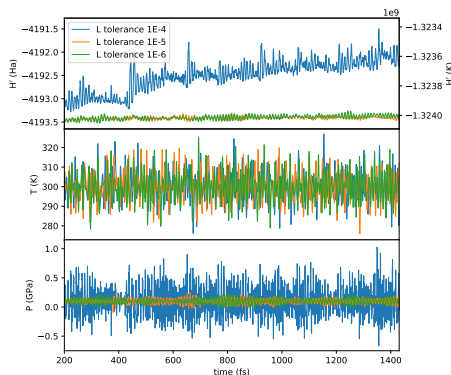 1e9
L tolerance 1E-4
L tolerance 1E-5
L tolerance 1E-6
−4191.5
−4192.0
−4192.5
−4193.0
−4193.5
H′ (Ha)
−1.3234
−1.3236
−1.3238
−1.3240
H′ (K)
320
310
300
290
280
T (K)
1.0
0.5
0.0
−0.5
P (GPa)
200 400 600 800 1000 1200 1400
time (fs)